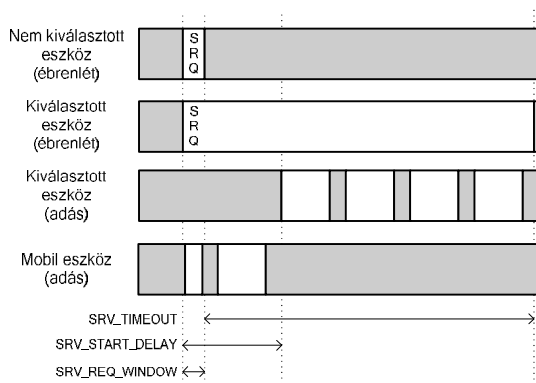 Nem kiválasztott
eszköz
(ébrenlét)
S
R
Q
Kiválasztott
eszköz
(ébrenlét)
S
R
Q
Kiválasztott
eszköz
(adás)
Mobil eszköz
(adás)
SRV_TIMEOUT
SRV_START_DELAY
SRV_REQ_WINDOW